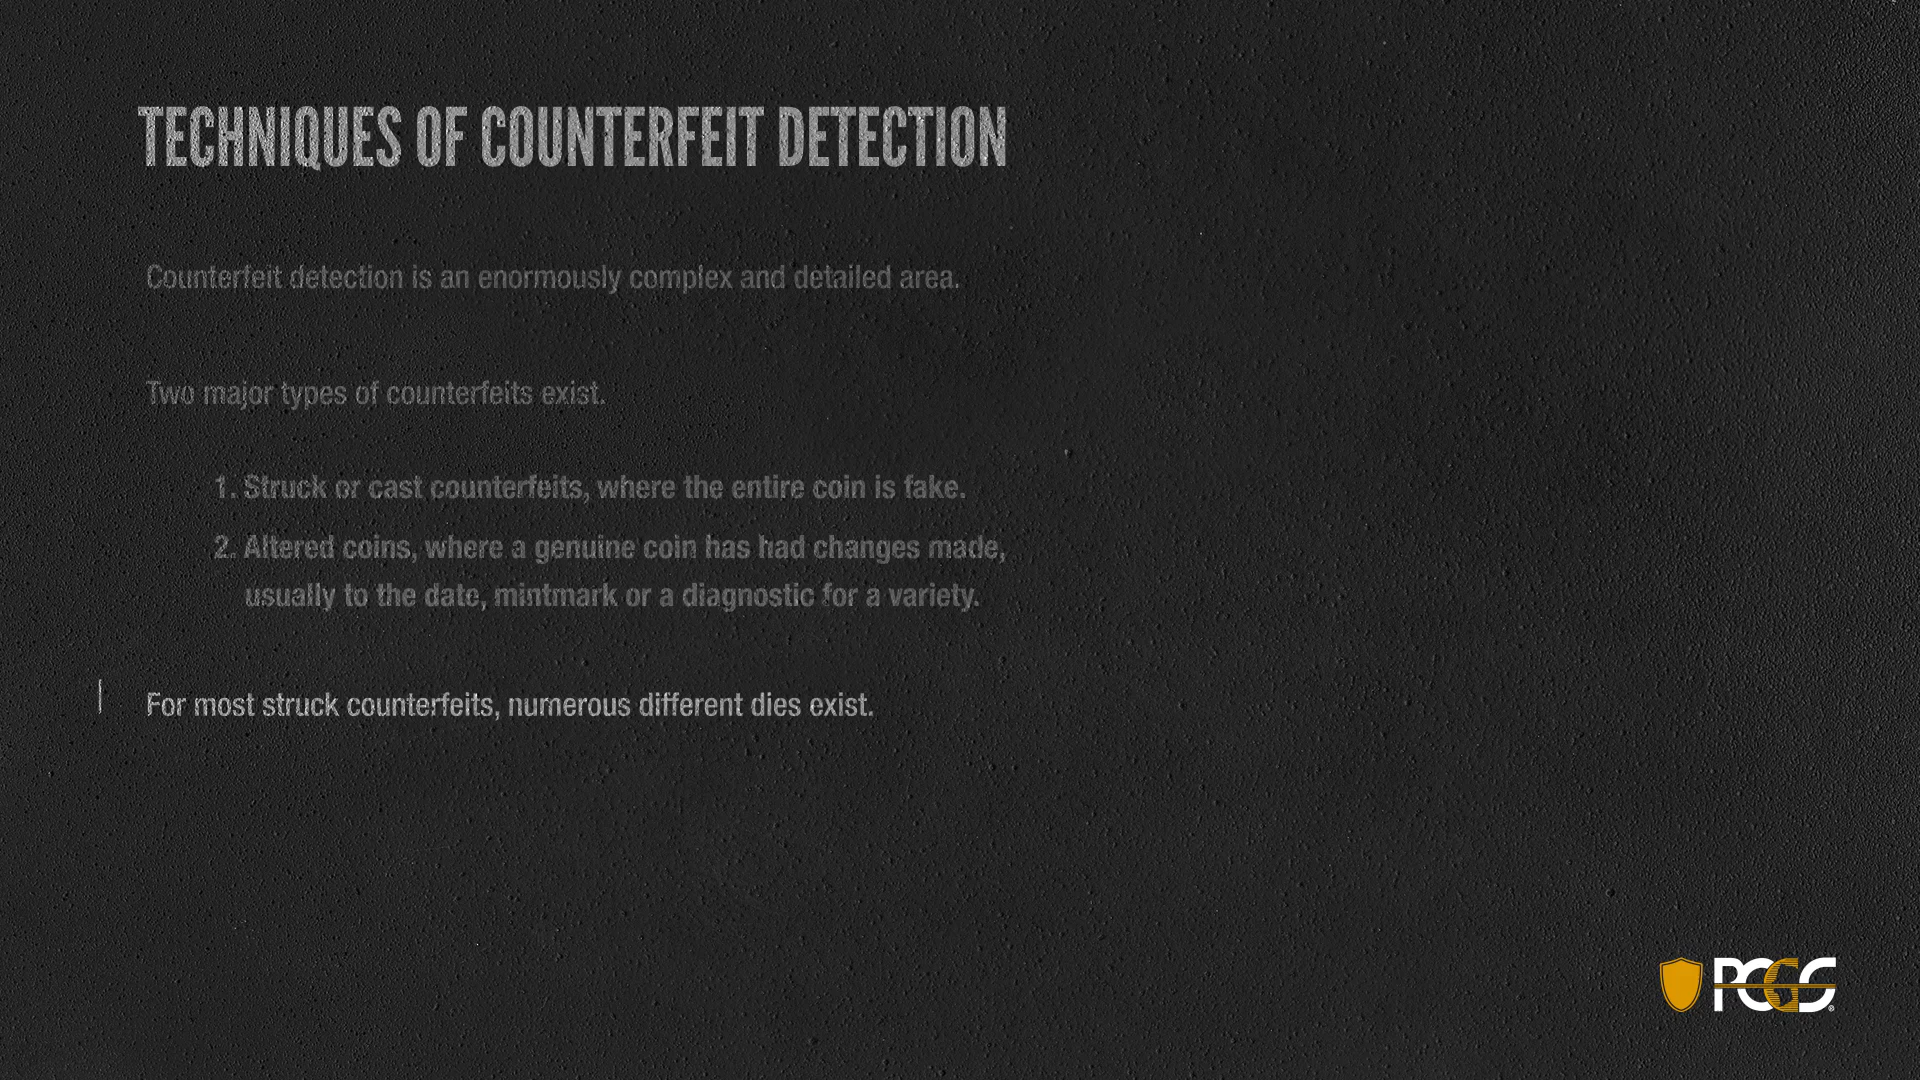 TECHNIQUES OF COUNTERFEIT DETECTION
Counterfeit detection is an enormously complex and detailed area.
Two major types of counterfeits exist.
1. Struck or cast counterfeits, where the entire coin is fake.
2. Altered coins, where a genuine coin has had changes made,
usually to the date, mintmark or a diagnostic for a variety.
For most struck counterfeits, numerous different dies exist.
PCGS®